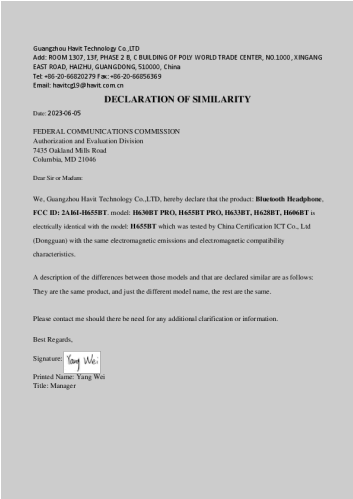 Guangzhou Havit Technology Co.,LTD
Add: ROOM 1307, 13F, PHASE 2 B, C BUILDING OF POLY WORLD TRADE CENTER, NO.1000, XINGANG
EAST ROAD, HAIZHU, GUANGDONG, 510000, China
Tel: +86-20-66820279 Fax: +86-20-66856369
Email: havitcg19@havit.com.cn
DECLARATION OF SIMILARITY
Date: 2023-06-05
FEDERAL COMMUNICATIONS COMMISSION
Authorization and Evaluation Division
7435 Oakland Mills Road
Columbia, MD 21046
Dear Sir or Madam:
We, Guangzhou Havit Technology Co.,LTD, hereby declare that the product: Bluetooth Headphone,
FCC ID: 2AI6I-H655BT. model: H630BT PRO, H655BT PRO, H633BT, H628BT, H606BT is
electrically identical with the model: H655BT which was tested by China Certification ICT Co., Ltd
(Dongguan) with the same electromagnetic emissions and electromagnetic compatibility
characteristics.
A description of the differences between those models and that are declared similar are as follows:
They are the same product, and just the different model name, the rest are the same.
Please contact me should there be need for any additional clarification or information.
Best Regards,
Signature: Yang Wei
Printed Name: Yang Wei
Title: Manager